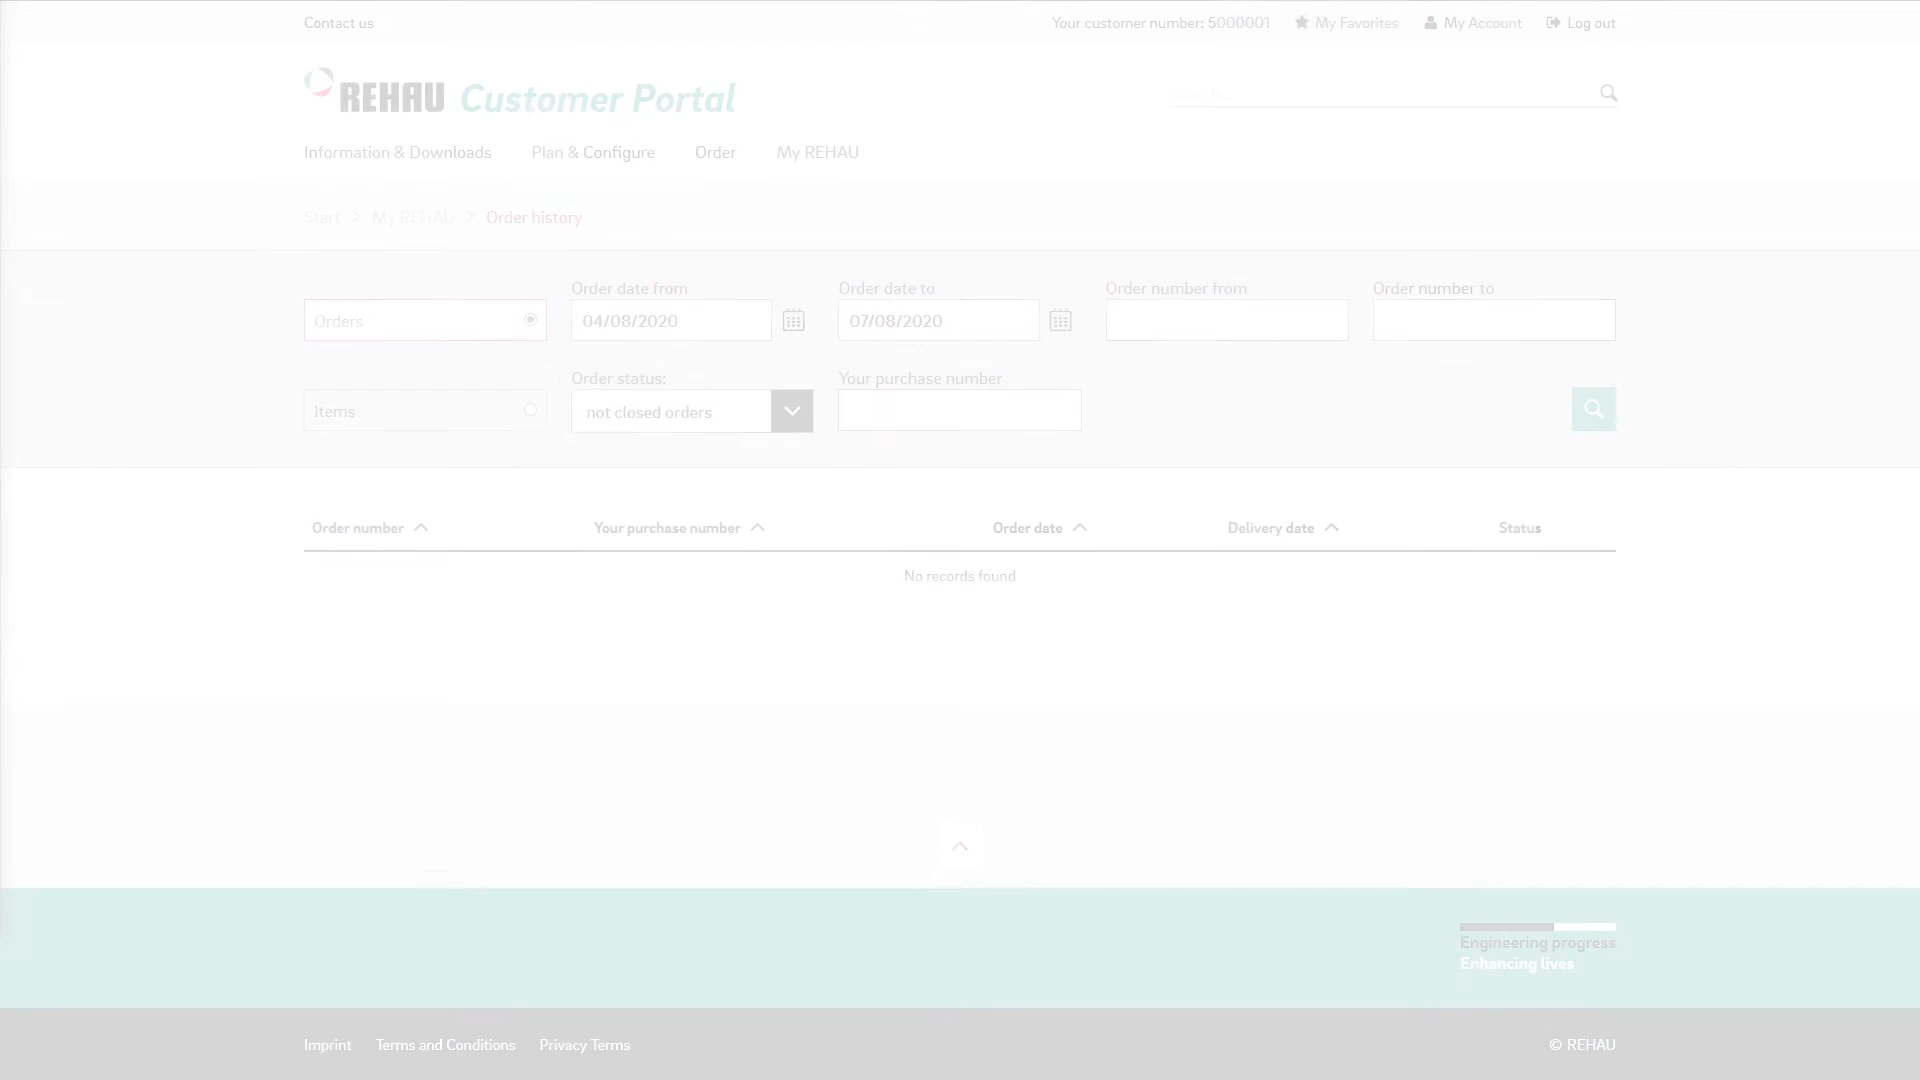 Contact us
Your customer number: 5000001 My Favorites My Account Log out
REHAU Customer Portal
Information & Downloads Plan & Configure Order My REHAU
Start My REHAU Order history
Order date from Order date to Order number from Order number to
Orders 04/08/2020 07/08/2020
Order status: Your purchase number
Items not closed orders
Order number Your purchase number Order date Delivery date Status
No records found
Engineering progress
Enhancing lives
Imprint Terms and Conditions Privacy Terms © REHAU